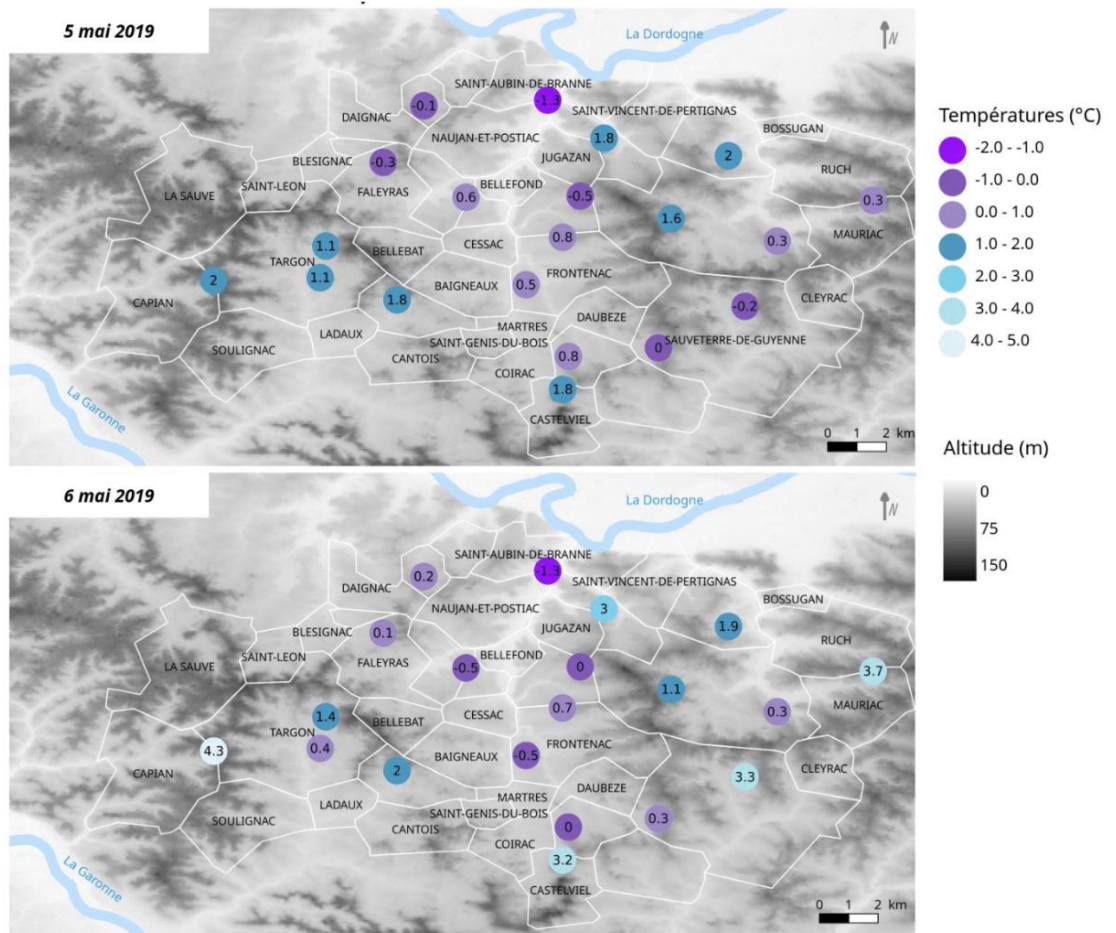 5 mai 2019
La Dordogne
N
SAINT-AUBIN-DE-BRANNE
-0.1
-1.3
SAINT-VINCENT-DE-PERTIGNAS
DAIGNAC
NAUJAN-ET-POSTIAC
1.8
BOSSUGAN
JUGAZAN
2
BLESIGNAC
-0.3
RUCH
SAINT-LEON
FALEYRAS
BELLEFOND
LA SAUVE
0.6
-0.5
0.3
1.6
MAURIAC
0.8
0.3
1.1
CESSAC
BELLEBAT
TARGON
FRONTENAC
1.1
2
BAIGNEAUX
0.5
CLEYRAC
CAPIAN
1.8
-0.2
DAUBEZE
MARTRES
LADAUX
SAINT-GENIS-DU-BOIS
SAUVETERRE-DE-GUYENNE
0
SOULIGNAC
CANTOIS
0.8
COIRAC
1.8
La Garonne
CASTELVIEL
0 1 2 km
Températures (°C)
-2.0 - -1.0
-1.0 - 0.0
0.0 - 1.0
1.0 - 2.0
2.0 - 3.0
3.0 - 4.0
4.0 - 5.0
Altitude (m)
0
75
150
6 mai 2019
La Dordogne
N
SAINT-AUBIN-DE-BRANNE
0.2
-1.3
SAINT-VINCENT-DE-PERTIGNAS
DAIGNAC
NAUJAN-ET-POSTIAC
3
BOSSUGAN
JUGAZAN
1.9
BLESIGNAC
0.1
RUCH
SAINT-LEON
FALEYRAS
BELLEFOND
LA SAUVE
-0.5
0
3.7
1.1
MAURIAC
0.7
0.3
1.4
CESSAC
BELLEBAT
TARGON
FRONTENAC
0.4
4.3
BAIGNEAUX
-0.5
CLEYRAC
CAPIAN
2
3.3
DAUBEZE
MARTRES
LADAUX
SAINT-GENIS-DU-BOIS
0.3
SOULIGNAC
CANTOIS
0
COIRAC
3.2
La Garonne
CASTELVIEL
0 1 2 km